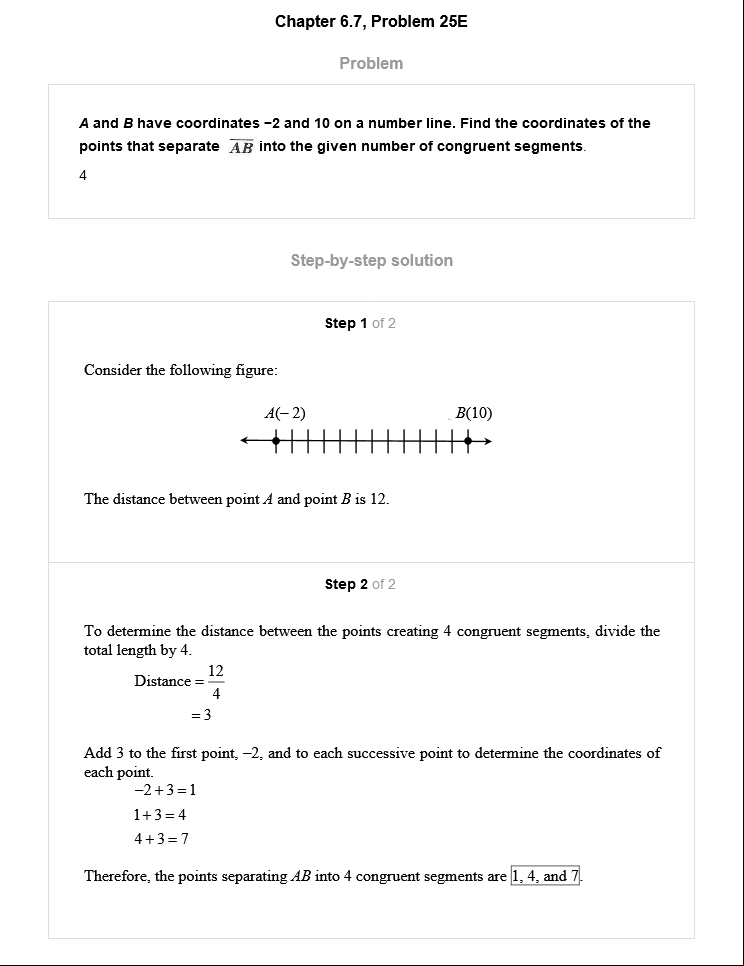 Chapter 6.7, Problem 25E
Problem
A and B have coordinates −2 and 10 on a number line. Find the coordinates of the
points that separate A̅B̅ into the given number of congruent segments.
4
Step-by-step solution
Step 1 of 2
Consider the following figure:
A(−2) B(10)
The distance between point A and point B is 12.
Step 2 of 2
To determine the distance between the points creating 4 congruent segments, divide the
total length by 4.
Distance = 12/4
= 3
Add 3 to the first point, −2, and to each successive point to determine the coordinates of
each point.
−2+3=1
1+3=4
4+3=7
Therefore, the points separating AB into 4 congruent segments are 1, 4, and 7.